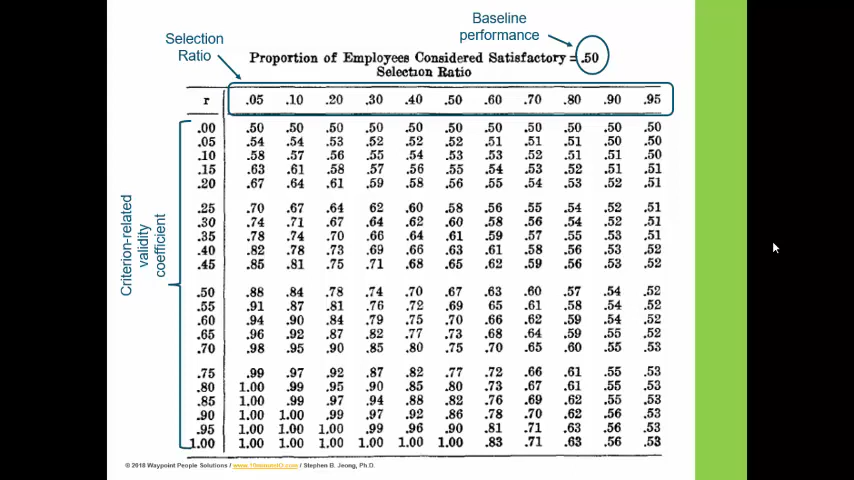 Baseline
performance
Selection
Ratio
Proportion of Employees Considered Satisfactory = .50
Selection Ratio
r .05 .10 .20 .30 .40 .50 .60 .70 .80 .90 .95
.00 .50 .50 .50 .50 .50 .50 .50 .50 .50 .50 .50
.05 .54 .54 .53 .52 .52 .52 .51 .51 .51 .50 .50
.10 .58 .57 .56 .55 .54 .53 .53 .52 .51 .51 .50
.15 .63 .61 .58 .57 .56 .55 .54 .53 .52 .51 .51
.20 .67 .64 .61 .59 .58 .56 .55 .54 .53 .52 .51
.25 .70 .67 .64 62 .60 .58 .56 .55 .54 .52 .51
.30 .74 .71 .67 .64 .62 .60 .58 .56 .54 .52 .51
.35 .78 .74 .70 .66 .64 .61 .59 .57 .55 .53 .51
.40 .82 .78 .73 .69 .66 .63 .61 .58 .56 .53 .52
.45 .85 .81 .75 .71 .68 .65 .62 .59 .56 .53 .52
.50 .88 .84 .78 .74 .70 .67 .63 .60 .57 .54 .52
.55 .91 .87 .81 .76 .72 .69 .65 .61 .58 .54 .52
.60 .94 .90 .84 .79 .75 .70 .66 .62 .59 .54 .52
.65 .96 .92 .87 .82 .77 .73 .68 .64 .59 .55 .52
.70 .98 .95 .90 .85 .80 .75 .70 .65 .60 .55 .53
.75 .99 .97 .92 .87 .82 .77 .72 .66 .61 .55 .53
.80 1.00 .99 .95 .90 .85 .80 .73 .67 .61 .55 .53
.85 1.00 .99 .97 .94 .88 .82 .76 .69 .62 .55 .53
.90 1.00 1.00 .99 .97 .92 .86 .78 .70 .62 .56 .53
.95 1.00 1.00 1.00 .99 .96 .90 .81 .71 .63 .56 .53
1.00 1.00 1.00 1.00 1.00 1.00 1.00 .83 .71 .63 .56 .53
Criterion-related
validity
coefficient
© 2018 Waypoint People Solutions / www.10minuteIO.com / Stephen B. Jeong, Ph.D.